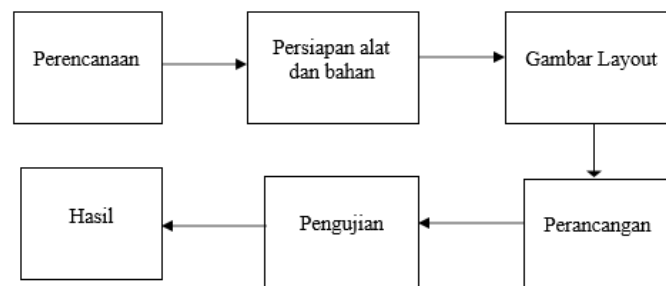 Perencanaan
Persiapan alat
dan bahan
Gambar Layout
Perancangan
Pengujian
Hasil